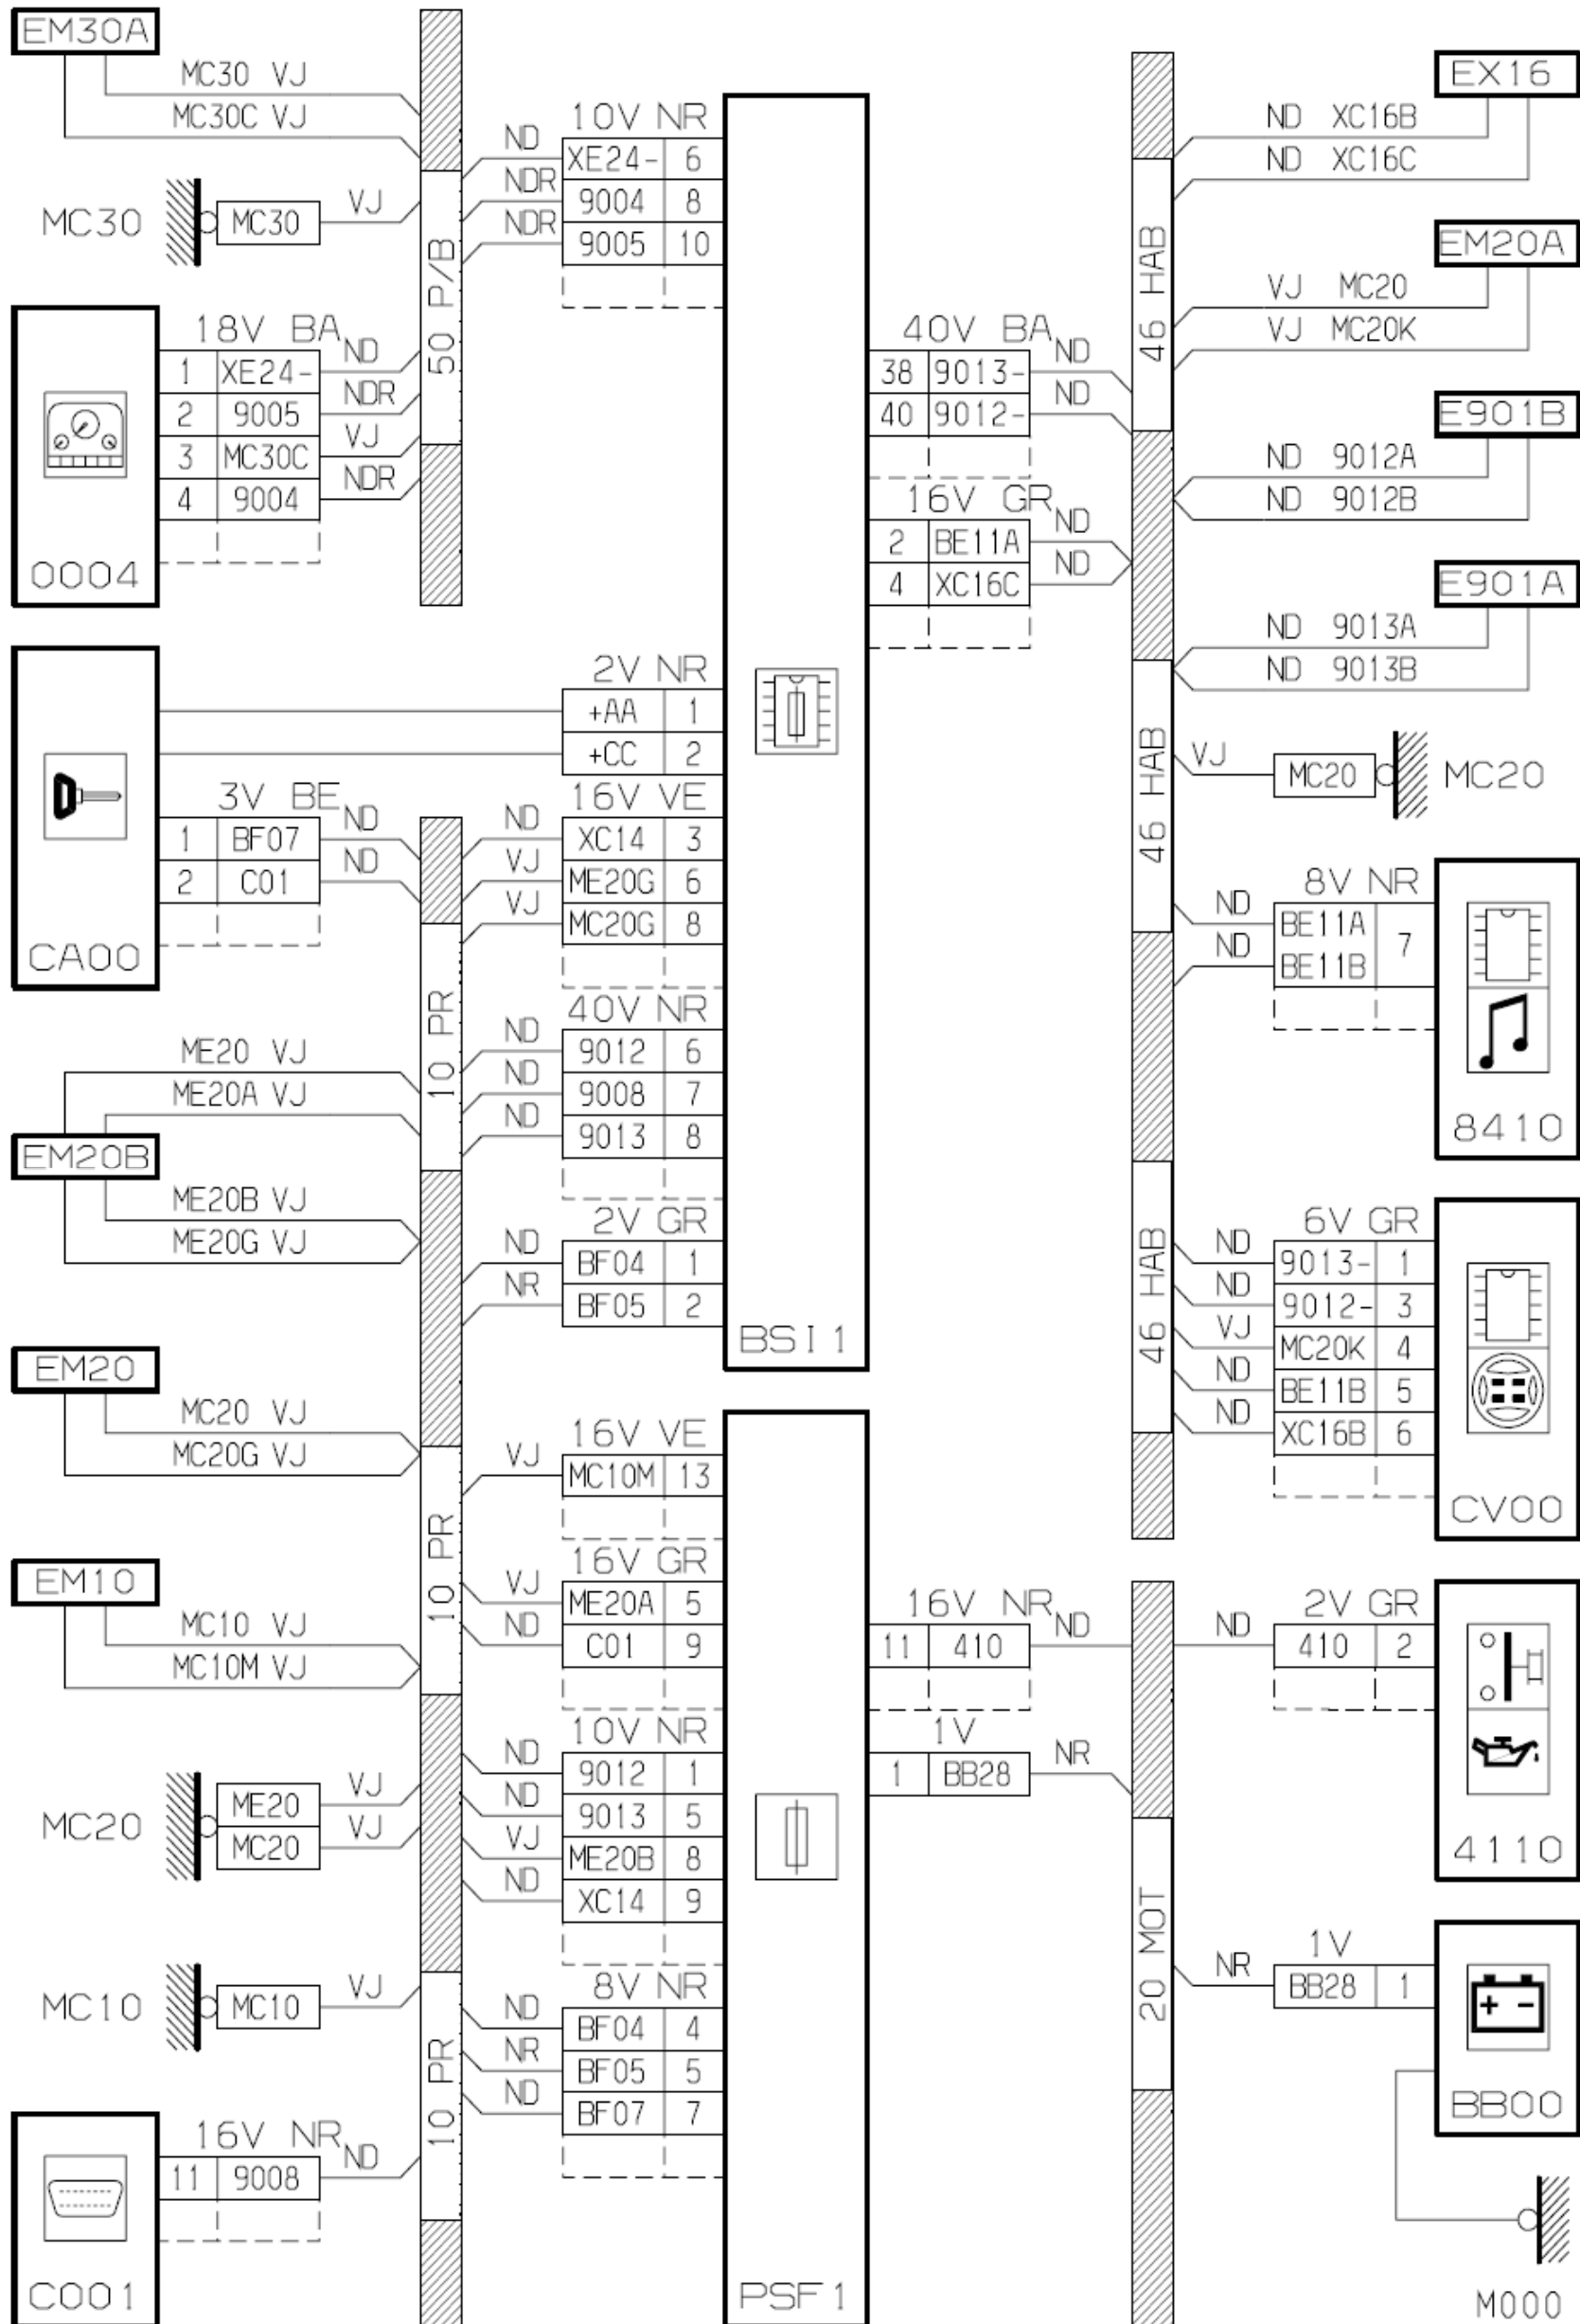 EM30A
MC30 VJ
MC30C VJ
MC30
MC30
VJ
50 P/B
18V BA
1 XE24- ND
2 9005 NDR
3 MC30C VJ
4 9004 NDR
0004
10V NR
ND XE24- 6
NDR 9004 8
NDR 9005 10
2V NR
+AA 1
+CC 2
3V BE
1 BF07 ND
2 C01 ND
CA00
16V VE
ND XC14 3
VJ ME20G 6
VJ MC20G 8
10 PR
40V NR
ND 9012 6
ND 9008 7
ND 9013 8
ME20 VJ
ME20A VJ
EM20B
ME20B VJ
ME20G VJ
2V GR
ND BF04 1
NR BF05 2
BSI1
40V BA
38 9013- ND
40 9012- ND
16V GR
2 BE11A ND
4 XC16C ND
EX16
ND XC16B
ND XC16C
46 HAB
EM20A
VJ MC20
VJ MC20K
E901B
ND 9012A
ND 9012B
E901A
ND 9013A
ND 9013B
46 HAB
VJ MC20
MC20
8V NR
ND BE11A
7
ND BE11B
8410
46 HAB
6V GR
ND 9013- 1
ND 9012- 3
VJ MC20K 4
ND BE11B 5
ND XC16B 6
CV00
EM20
MC20 VJ
MC20G VJ
10 PR
16V VE
VJ MC10M 13
16V GR
VJ ME20A 5
ND C01 9
EM10
MC10 VJ
MC10M VJ
10V NR
ND 9012 1
ND 9013 5
VJ ME20B 8
ND XC14 9
MC20
ME20 VJ
MC20 VJ
8V NR
ND BF04 4
NR BF05 5
ND BF07 7
MC10
MC10 VJ
10 PR
16V NR
11 9008 ND
C001
PSF1
16V NR
11 410 ND
1V
1 BB28 NR
20 MOT
2V GR
ND 410 2
4110
1V
NR BB28 1
+ -
BB00
M000